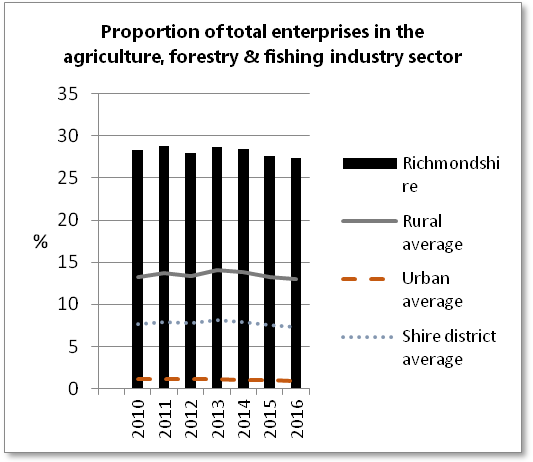 Proportion of total enterprises in the
agriculture, forestry & fishing industry sector
35
30
25
20
15
10
5
0
%
2010
2011
2012
2013
2014
2015
2016
Richmondshi
re
Rural
average
Urban
average
Shire district
average